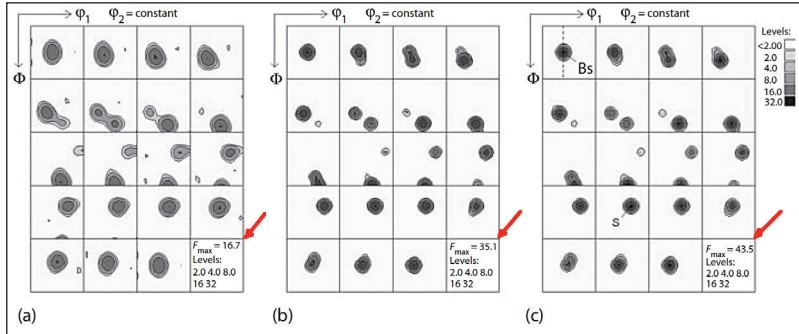 φ1 φ2 = constant
Φ
Fmax = 16.7
Levels:
2.0 4.0 8.0
16 32
(a)
φ1 φ2 = constant
Φ
Fmax = 35.1
Levels:
2.0 4.0 8.0
16 32
(b)
φ1 φ2 = constant
Φ
Bs
S
Fmax = 43.5
Levels:
2.0 4.0 8.0
16 32
(c)
Levels:
<2.00
2.0
4.0
8.0
16.0
32.0